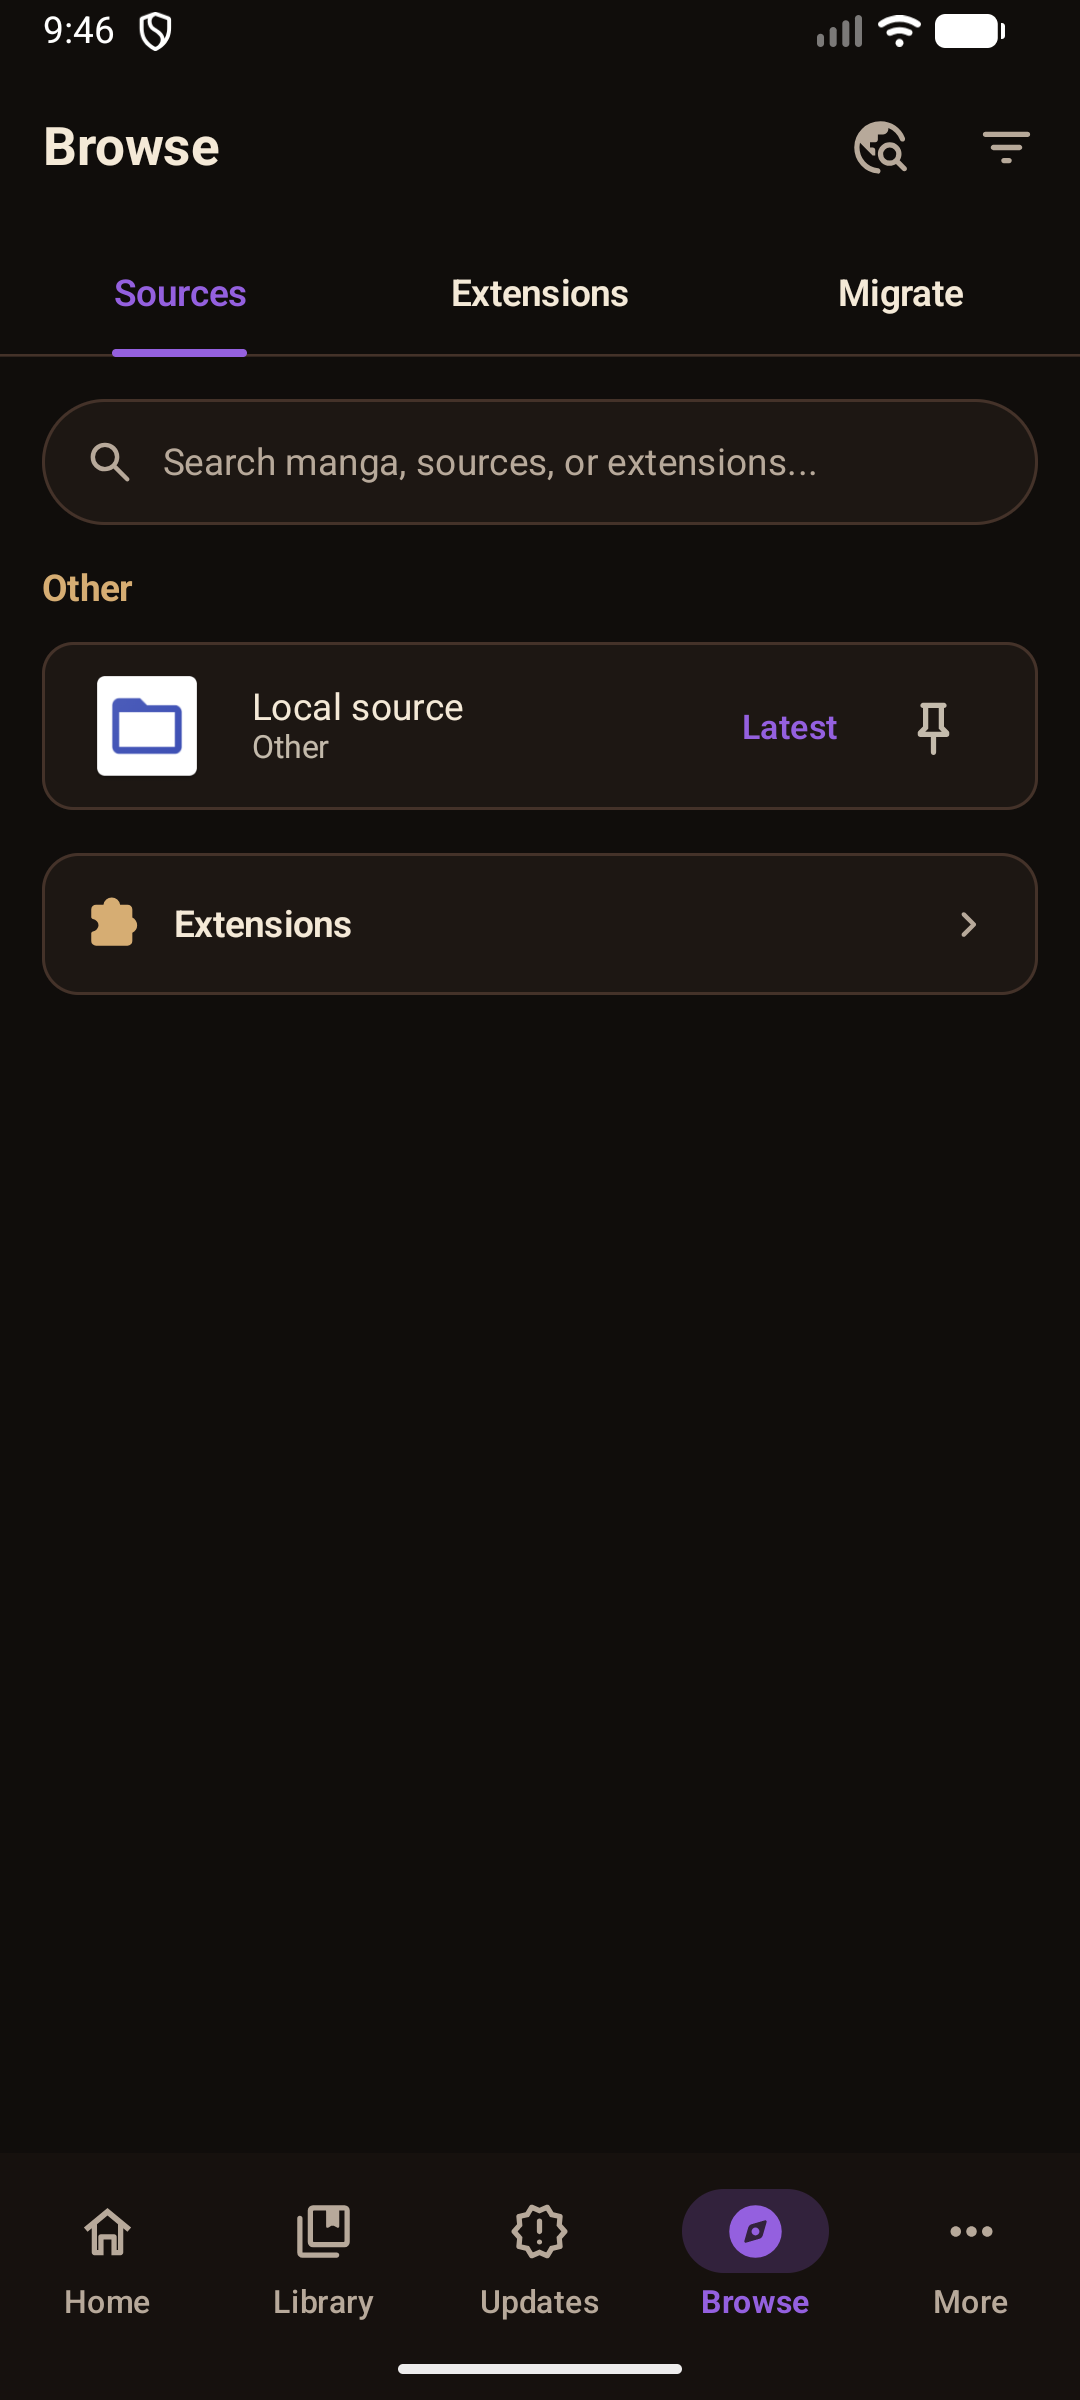 9:46
Browse
Sources
Extensions
Migrate
Search manga, sources, or extensions...
Other
Local source
Other
Latest
Extensions
Home
Library
Updates
Browse
More